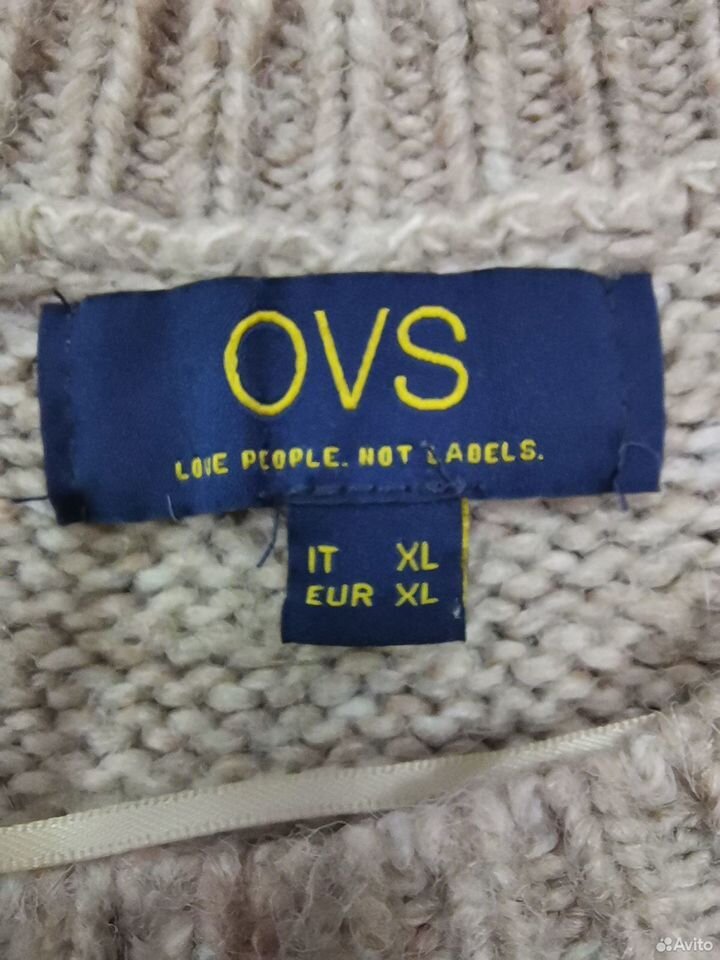 OVS
LOVE PEOPLE. NOT LABELS.
IT XL
EUR XL
Avito